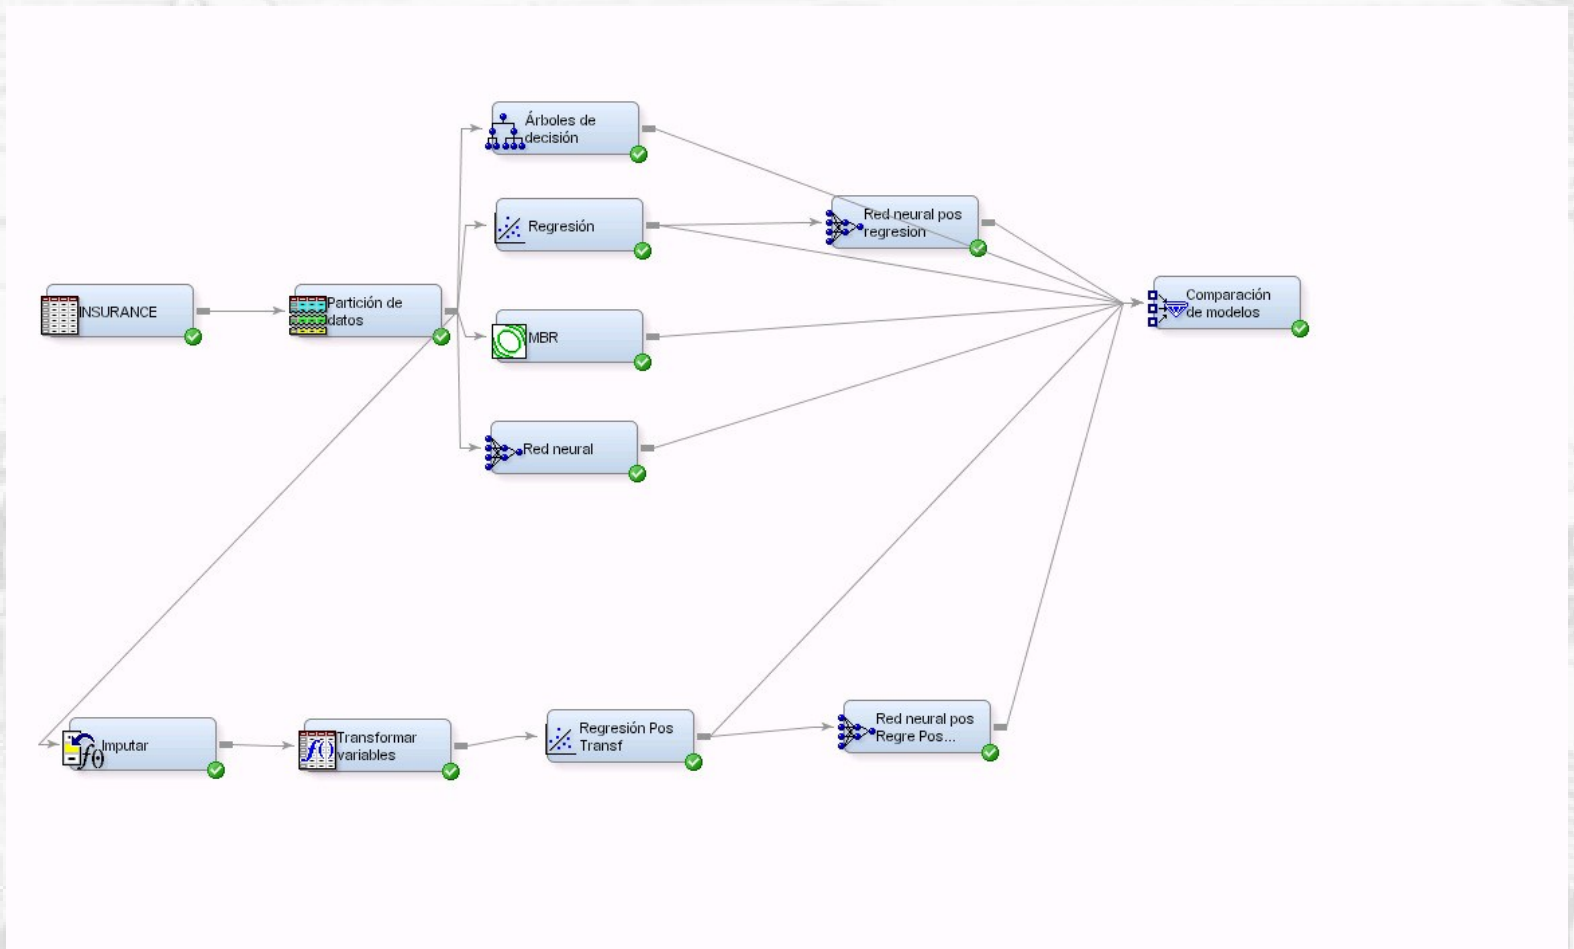 Árboles de
decisión
Regresión
Red neural pos
regresion
INSURANCE
Partición de
datos
MBR
Comparación
de modelos
Red neural
Imputar
Transformar
variables
Regresión Pos
Transf
Red neural pos
Regre Pos...